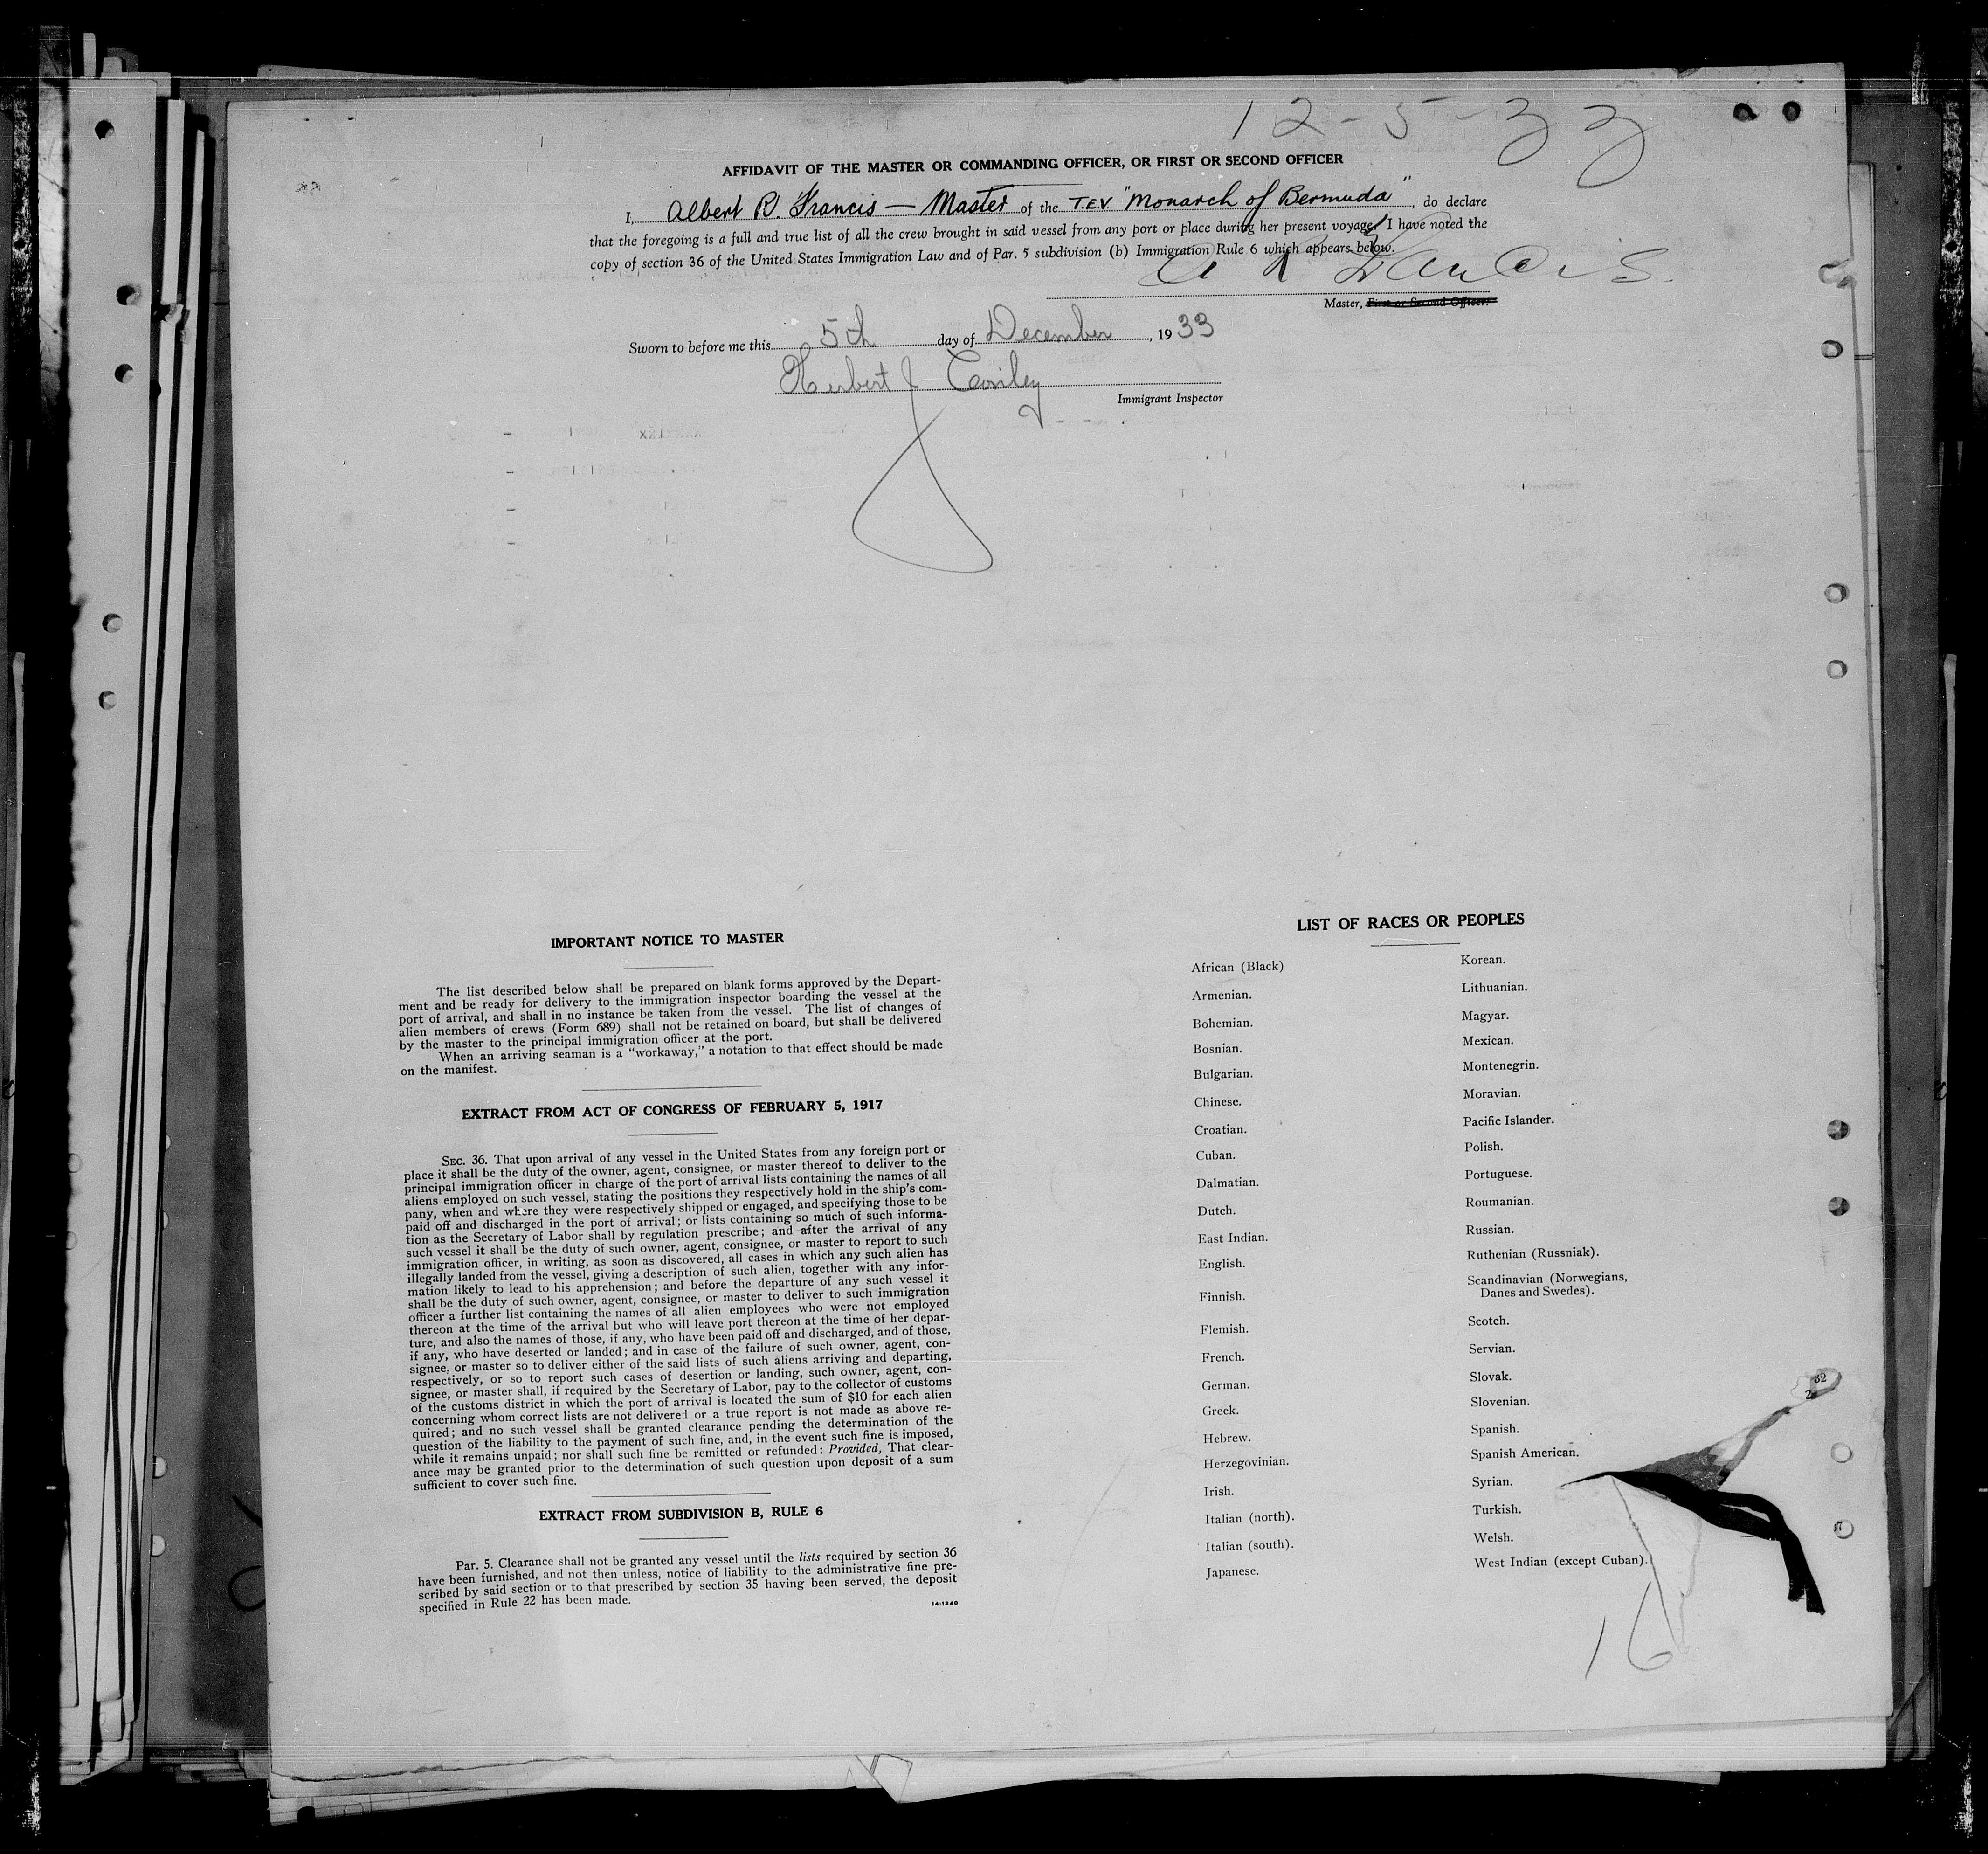 12-5-33
AFFIDAVIT OF THE MASTER OR COMMANDING OFFICER, OR FIRST OR SECOND OFFICER
I, Albert R. Francis — Master of the T.E.V "Monarch of Bermuda", do declare
that the foregoing is a full and true list of all the crew brought in said vessel from any port or place during her present voyage. I have noted the
copy of section 36 of the United States Immigration Law and of Par. 5 subdivision (b) Immigration Rule 6 which appears below.
A R Francis.
Master, First or Second Officer.
Sworn to before me this 5th day of December, 1933
Herbert J
Immigrant Inspector
IMPORTANT NOTICE TO MASTER
The list described below shall be prepared on blank forms approved by the Depart-
ment and be ready for delivery to the immigration inspector boarding the vessel at the
port of arrival, and shall in no instance be taken from the vessel. The list of changes of
alien members of crews (Form 689) shall not be retained on board, but shall be delivered
by the master to the principal immigration officer at the port.
When an arriving seaman is a "workaway," a notation to that effect should be made
on the manifest.
EXTRACT FROM ACT OF CONGRESS OF FEBRUARY 5, 1917
SEC. 36. That upon arrival of any vessel in the United States from any foreign port or
place it shall be the duty of the owner, agent, consignee, or master thereof to deliver to the
principal immigration officer in charge of the port of arrival lists containing the names of all
aliens employed on such vessel, stating the positions they respectively hold in the ship's com-
pany, when and where they were respectively shipped or engaged, and specifying those to be
paid off and discharged in the port of arrival; or lists containing so much of such informa-
tion as the Secretary of Labor shall by regulation prescribe; and after the arrival of any
such vessel it shall be the duty of such owner, agent, consignee, or master to report to such
immigration officer, in writing, as soon as discovered, all cases in which any such alien has
illegally landed from the vessel, giving a description of such alien, together with any infor-
mation likely to lead to his apprehension; and before the departure of any such vessel it
shall be the duty of such owner, agent, consignee, or master to deliver to such immigration
officer a further list containing the names of all alien employees who were not employed
thereon at the time of the arrival but who will leave port thereon at the time of her depar-
ture, and also the names of those, if any, who have been paid off and discharged, and of those,
if any, who have deserted or landed; and in case of the failure of such owner, agent, con-
signee, or master so to deliver either of the said lists of such aliens arriving and departing,
respectively, or so to report such cases of desertion or landing, such owner, agent, con-
signee, or master shall, if required by the Secretary of Labor, pay to the collector of customs
of the customs district in which the port of arrival is located the sum of $10 for each alien
concerning whom correct lists are not delivered or a true report is not made as above re-
quired; and no such vessel shall be granted clearance pending the determination of the
question of the liability to the payment of such fine, and, in the event such fine is imposed,
while it remains unpaid; nor shall such fine be remitted or refunded: Provided, That clear-
ance may be granted prior to the determination of such question upon deposit of a sum
sufficient to cover such fine.
EXTRACT FROM SUBDIVISION B, RULE 6
Par. 5. Clearance shall not be granted any vessel until the lists required by section 36
have been furnished, and not then unless, notice of liability to the administrative fine pre-
scribed by said section or to that prescribed by section 35 having been served, the deposit
specified in Rule 22 has been made.
14-1240
LIST OF RACES OR PEOPLES
African (Black)
Armenian.
Bohemian.
Bosnian.
Bulgarian.
Chinese.
Croatian.
Cuban.
Dalmatian.
Dutch.
East Indian.
English.
Finnish.
Flemish.
French.
German.
Greek.
Hebrew.
Herzegovinian.
Irish.
Italian (north).
Italian (south).
Japanese.
Korean.
Lithuanian.
Magyar.
Mexican.
Montenegrin.
Moravian.
Pacific Islander.
Polish.
Portuguese.
Roumanian.
Russian.
Ruthenian (Russniak).
Scandinavian (Norwegians,
Danes and Swedes).
Scotch.
Servian.
Slovak.
Slovenian.
Spanish.
Spanish American.
Syrian.
Turkish.
Welsh.
West Indian (except Cuban).
16